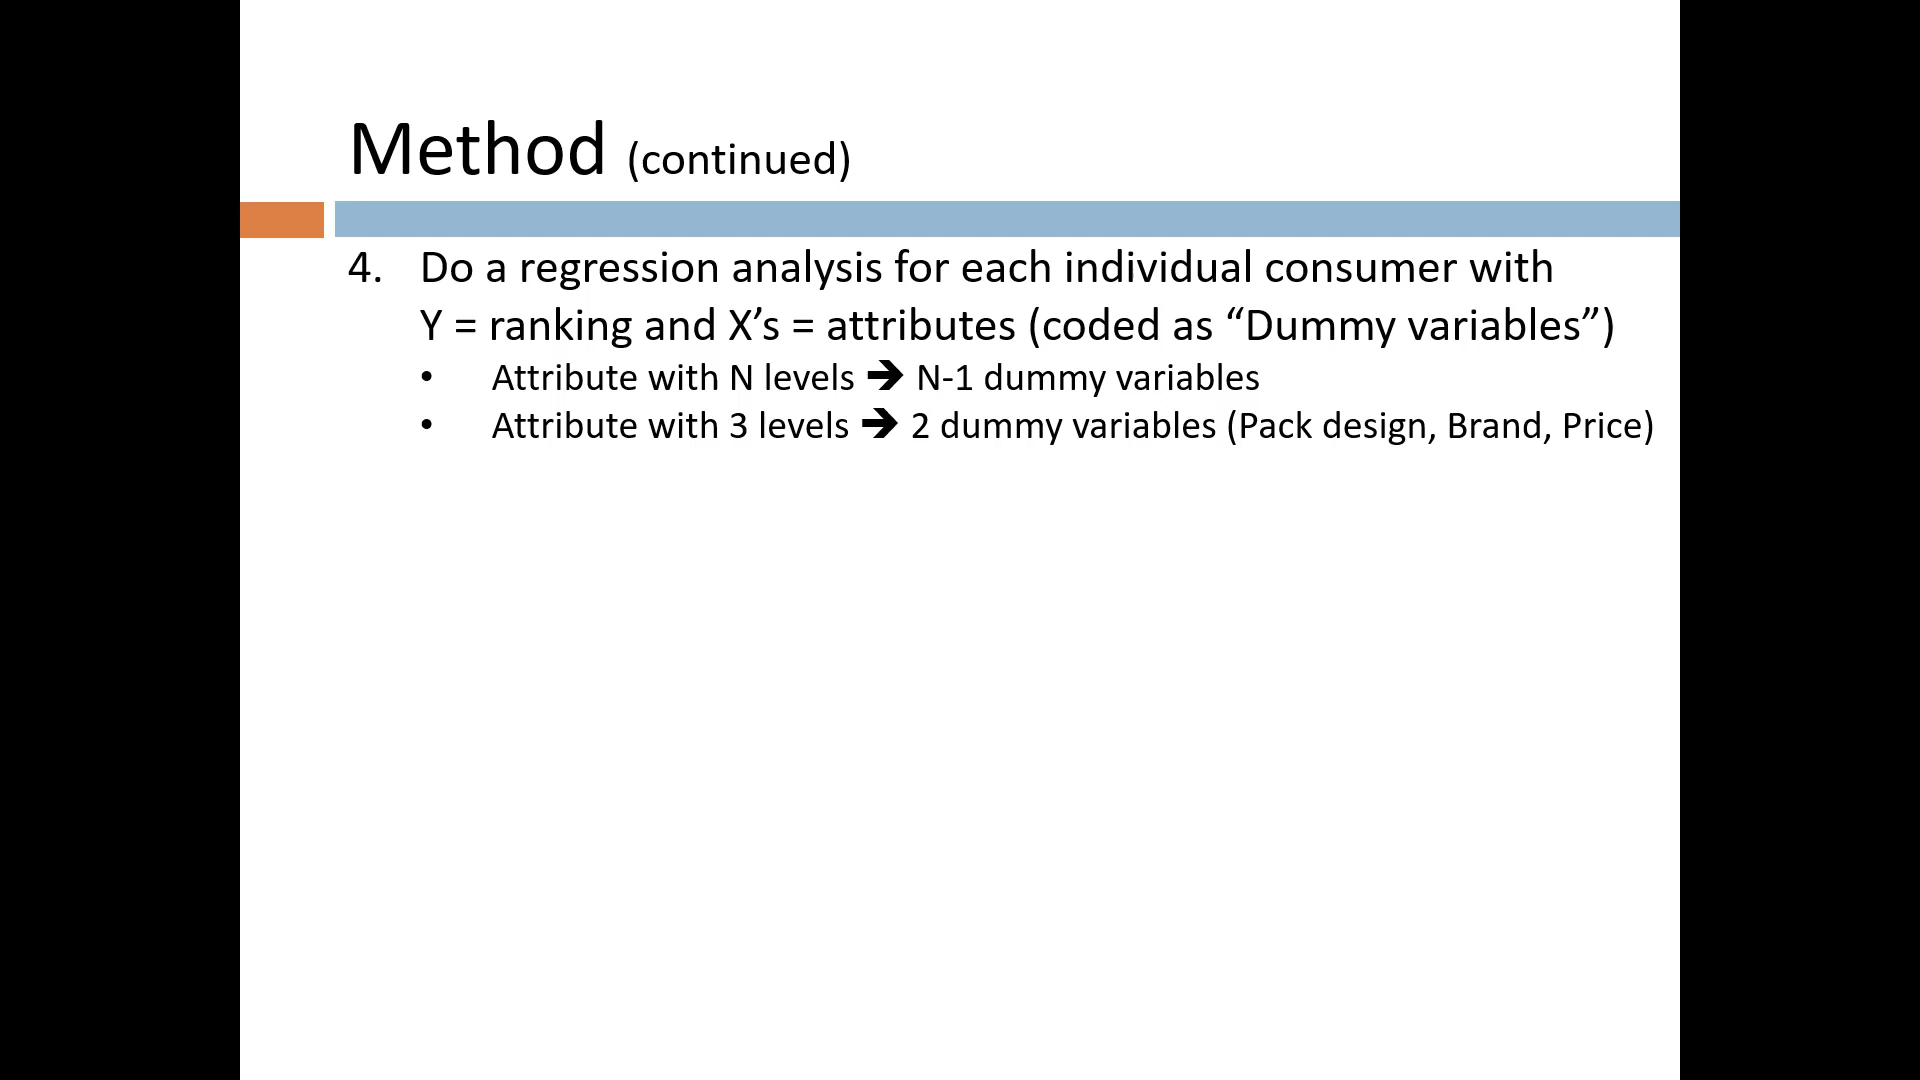 Method (continued)
4. Do a regression analysis for each individual consumer with
Y = ranking and X’s = attributes (coded as “Dummy variables”)
• Attribute with N levels 🡺 N-1 dummy variables
• Attribute with 3 levels 🡺 2 dummy variables (Pack design, Brand, Price)